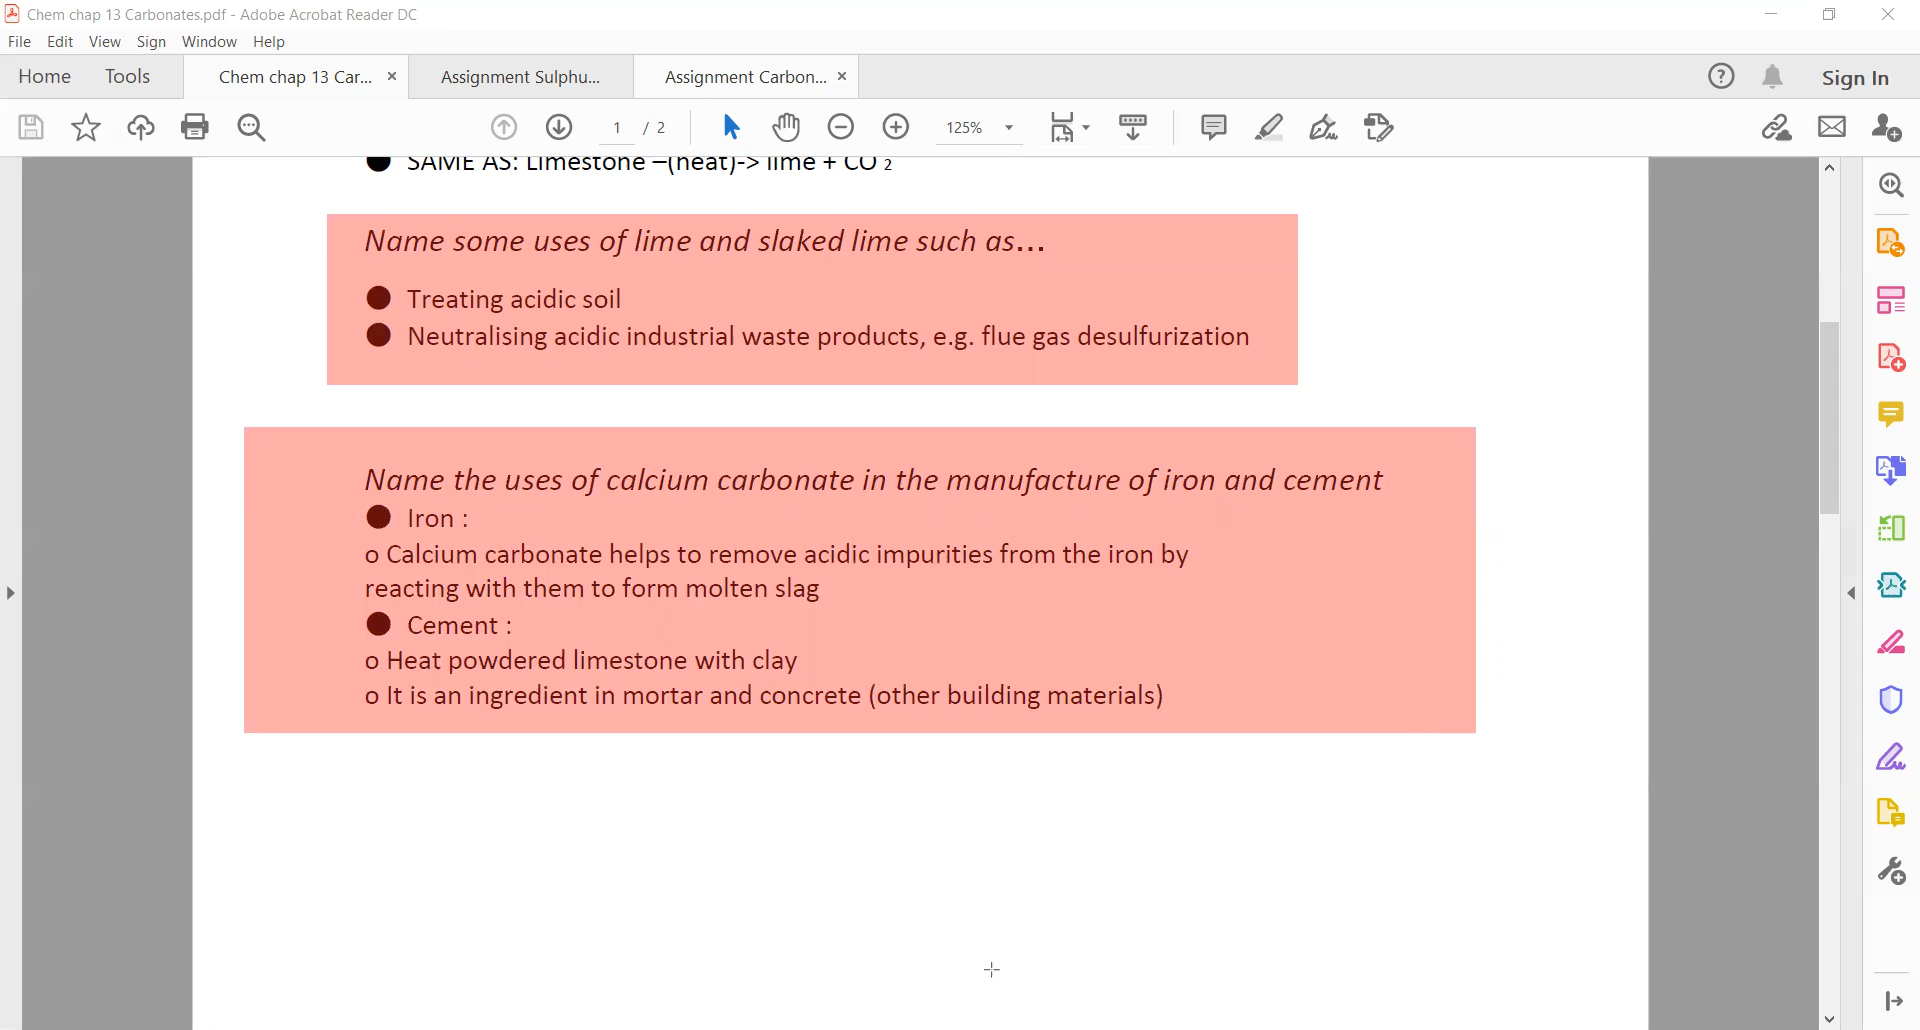 Chem chap 13 Carbonates.pdf - Adobe Acrobat Reader DC
File Edit View Sign Window Help
Home Tools Chem chap 13 Car... × Assignment Sulphu... Assignment Carbon... × ? Sign In
1 / 2 125%
● SAME AS: Limestone –(heat)-> lime + CO 2
Name some uses of lime and slaked lime such as...
● Treating acidic soil
● Neutralising acidic industrial waste products, e.g. flue gas desulfurization
Name the uses of calcium carbonate in the manufacture of iron and cement
● Iron :
o Calcium carbonate helps to remove acidic impurities from the iron by
reacting with them to form molten slag
● Cement :
o Heat powdered limestone with clay
o It is an ingredient in mortar and concrete (other building materials)